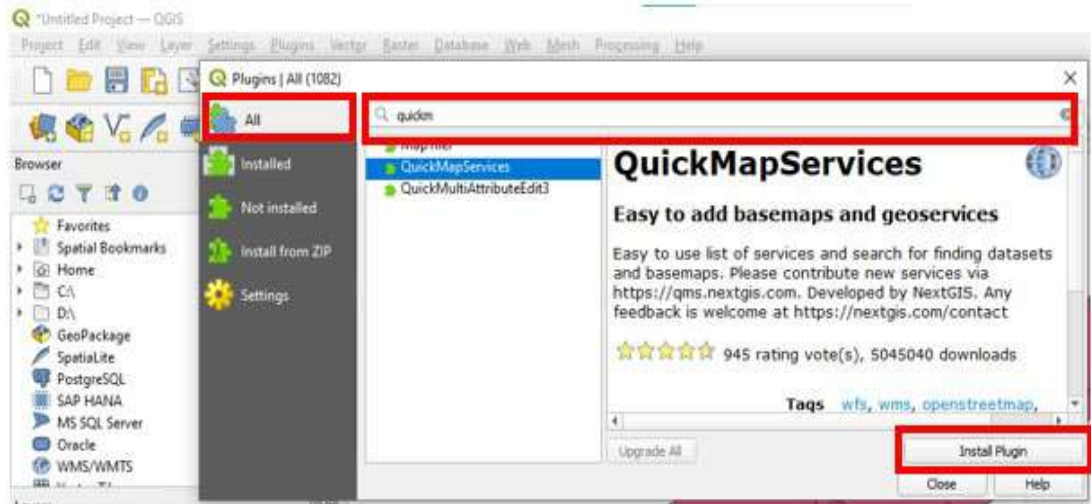 *Untitled Project — QGIS
Project Edit View Layer Settings Plugins Vector Raster Database Web Mesh Processing Help
Plugins | All (1082)
All
Installed
Not installed
Install from ZIP
Settings
quickm
MapTiler
QuickMapServices
QuickMultiAttributeEdit3
QuickMapServices
Easy to add basemaps and geoservices
Easy to use list of services and search for finding datasets
and basemaps. Please contribute new services via
https://qms.nextgis.com. Developed by NextGIS. Any
feedback is welcome at https://nextgis.com/contact
945 rating vote(s), 5045040 downloads
Tags wfs, wms, openstreetmap,
Upgrade All
Install Plugin
Close Help
Browser
Favorites
Spatial Bookmarks
Home
C:\
D:\
GeoPackage
SpatiaLite
PostgreSQL
SAP HANA
MS SQL Server
Oracle
WMS/WMTS